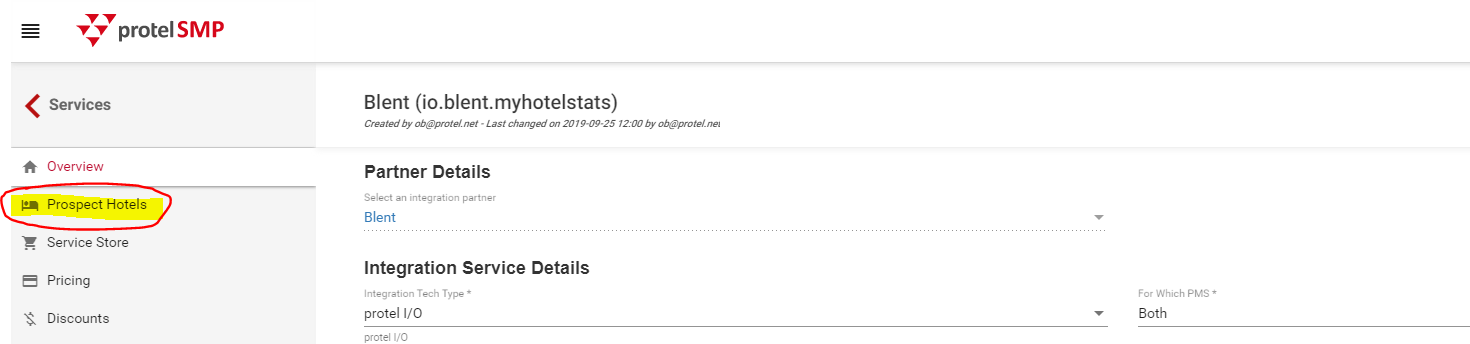 protel SMP
Services
Blent (io.blent.myhotelstats)
Created by ob@protel.net - Last changed on 2019-09-25 12:00 by ob@protel.net
Overview
Prospect Hotels
Service Store
Pricing
Discounts
Partner Details
Select an integration partner
Blent
Integration Service Details
Integration Tech Type *
protel I/O
protel I/O
For Which PMS *
Both